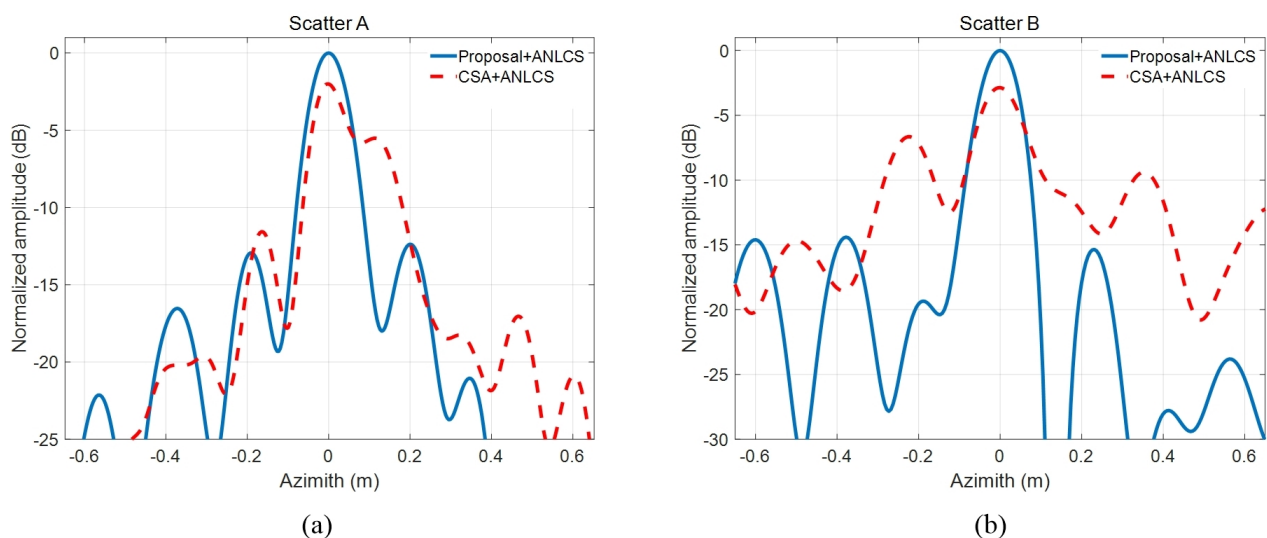 Scatter A
Proposal+ANLCS
CSA+ANLCS
Normalized amplitude (dB)
0
-5
-10
-15
-20
-25
-0.6 -0.4 -0.2 0 0.2 0.4 0.6
Azimith (m)
(a)
Scatter B
Proposal+ANLCS
CSA+ANLCS
Normalized amplitude (dB)
0
-5
-10
-15
-20
-25
-30
-0.6 -0.4 -0.2 0 0.2 0.4 0.6
Azimith (m)
(b)